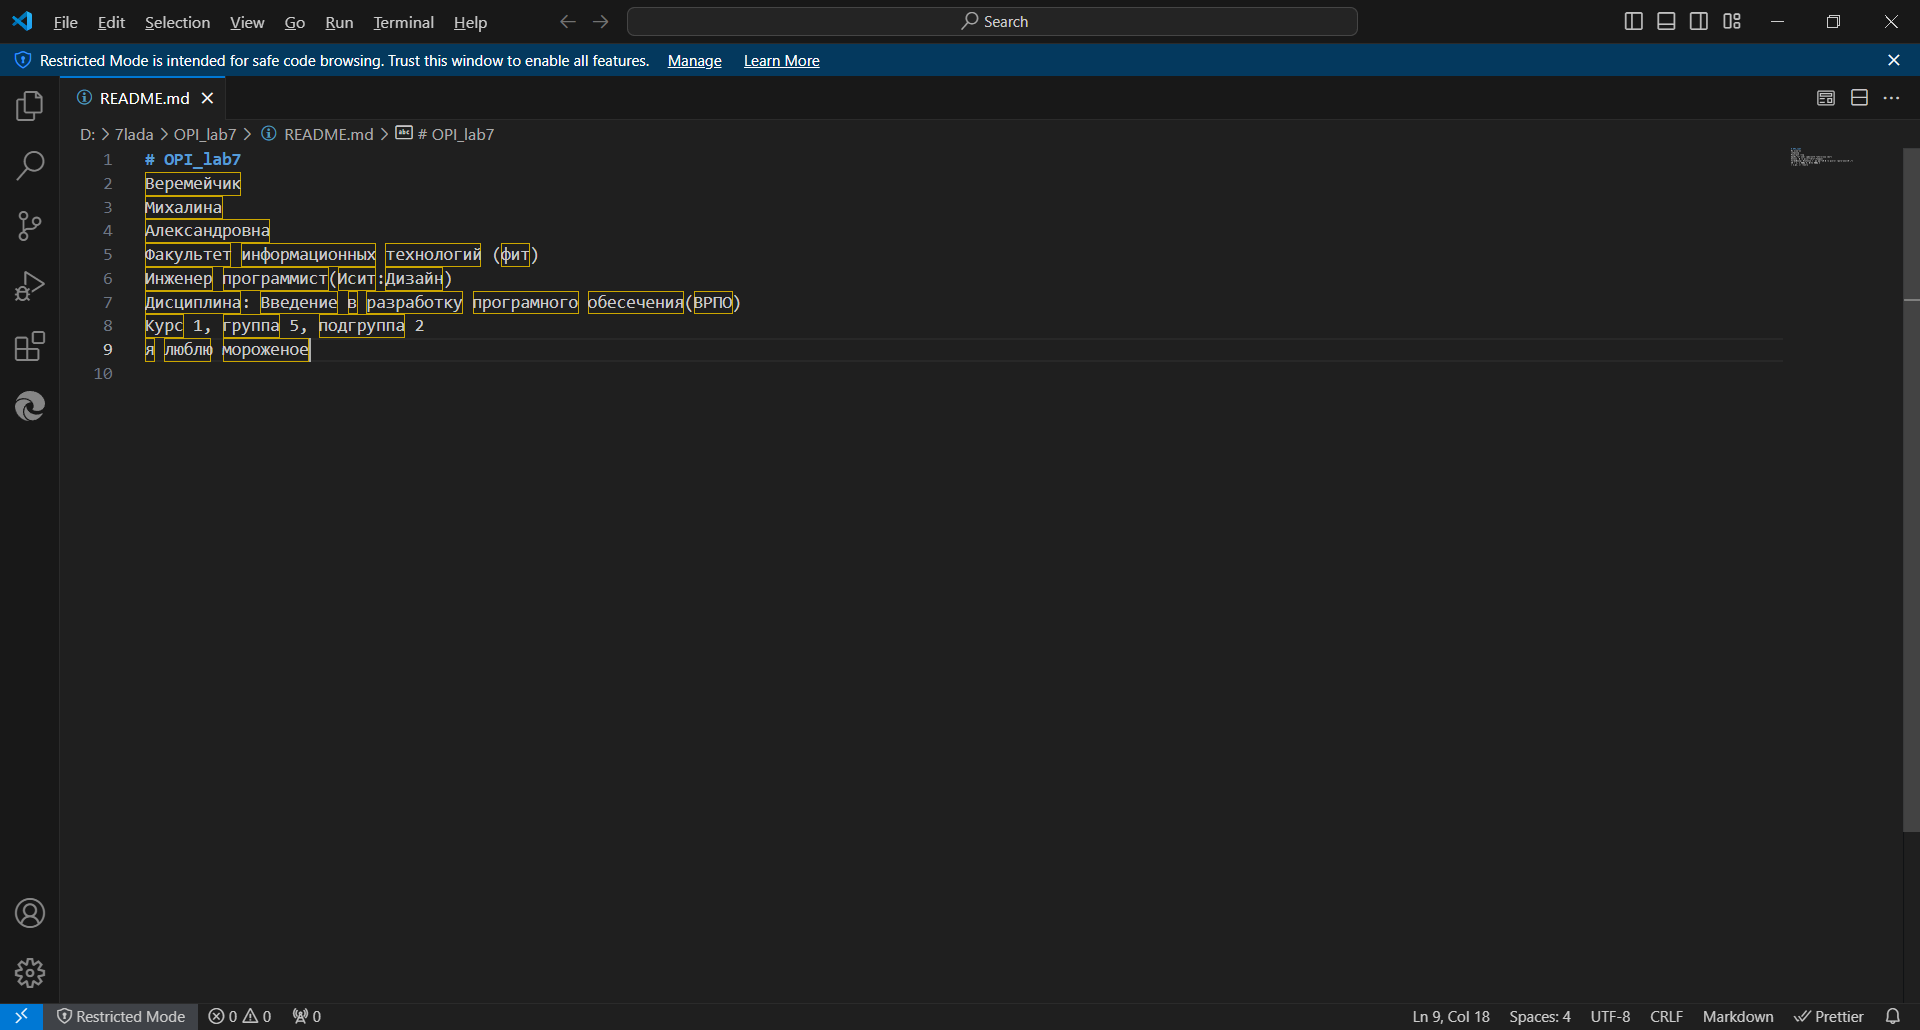 File Edit Selection View Go Run Terminal Help Search
Restricted Mode is intended for safe code browsing. Trust this window to enable all features. Manage Learn More
README.md
D: > 7lada > OPI_lab7 > README.md > # OPI_lab7
1 # OPI_lab7
2 Веремейчик
3 Михалина
4 Александровна
5 Факультет информационных технологий (фит)
6 Инженер программист(Исит:Дизайн)
7 Дисциплина: Введение в разработку програмного обесечения(ВРПО)
8 Курс 1, группа 5, подгруппа 2
9 я люблю мороженое
10
Restricted Mode 0 0 0 Ln 9, Col 18 Spaces: 4 UTF-8 CRLF Markdown Prettier